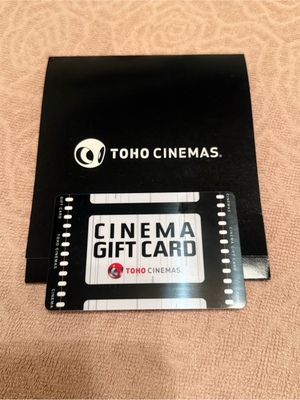 TOHO CINEMAS.
CINEMA
GIFT CARD
TOHO CINEMAS.